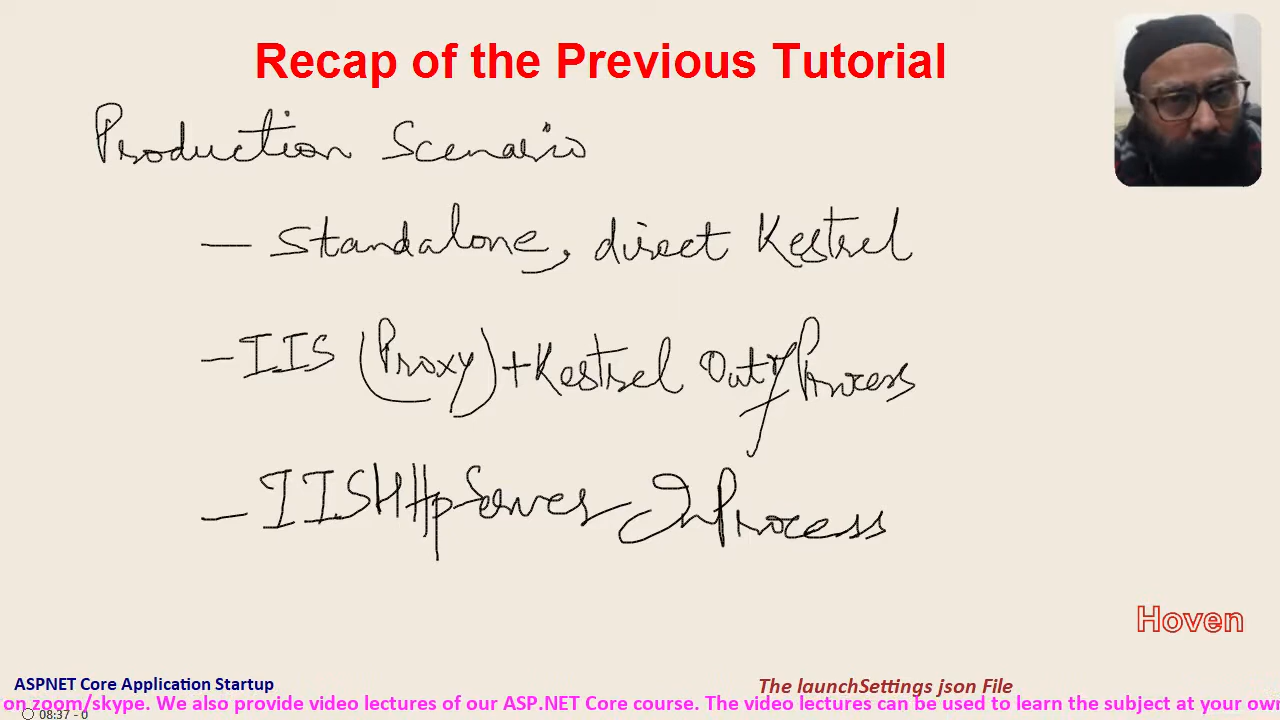 Recap of the Previous Tutorial
Production Scenario
— Standalone, direct Kestrel
— IIS (Proxy) + Kestrel OutofProcess
— IISHttpServer InProcess
Hoven
ASPNET Core Application Startup
The launchSettings json File
on zoom/skype. We also provide video lectures of our ASP.NET Core course. The video lectures can be used to learn the subject at your own
08:37 - 0